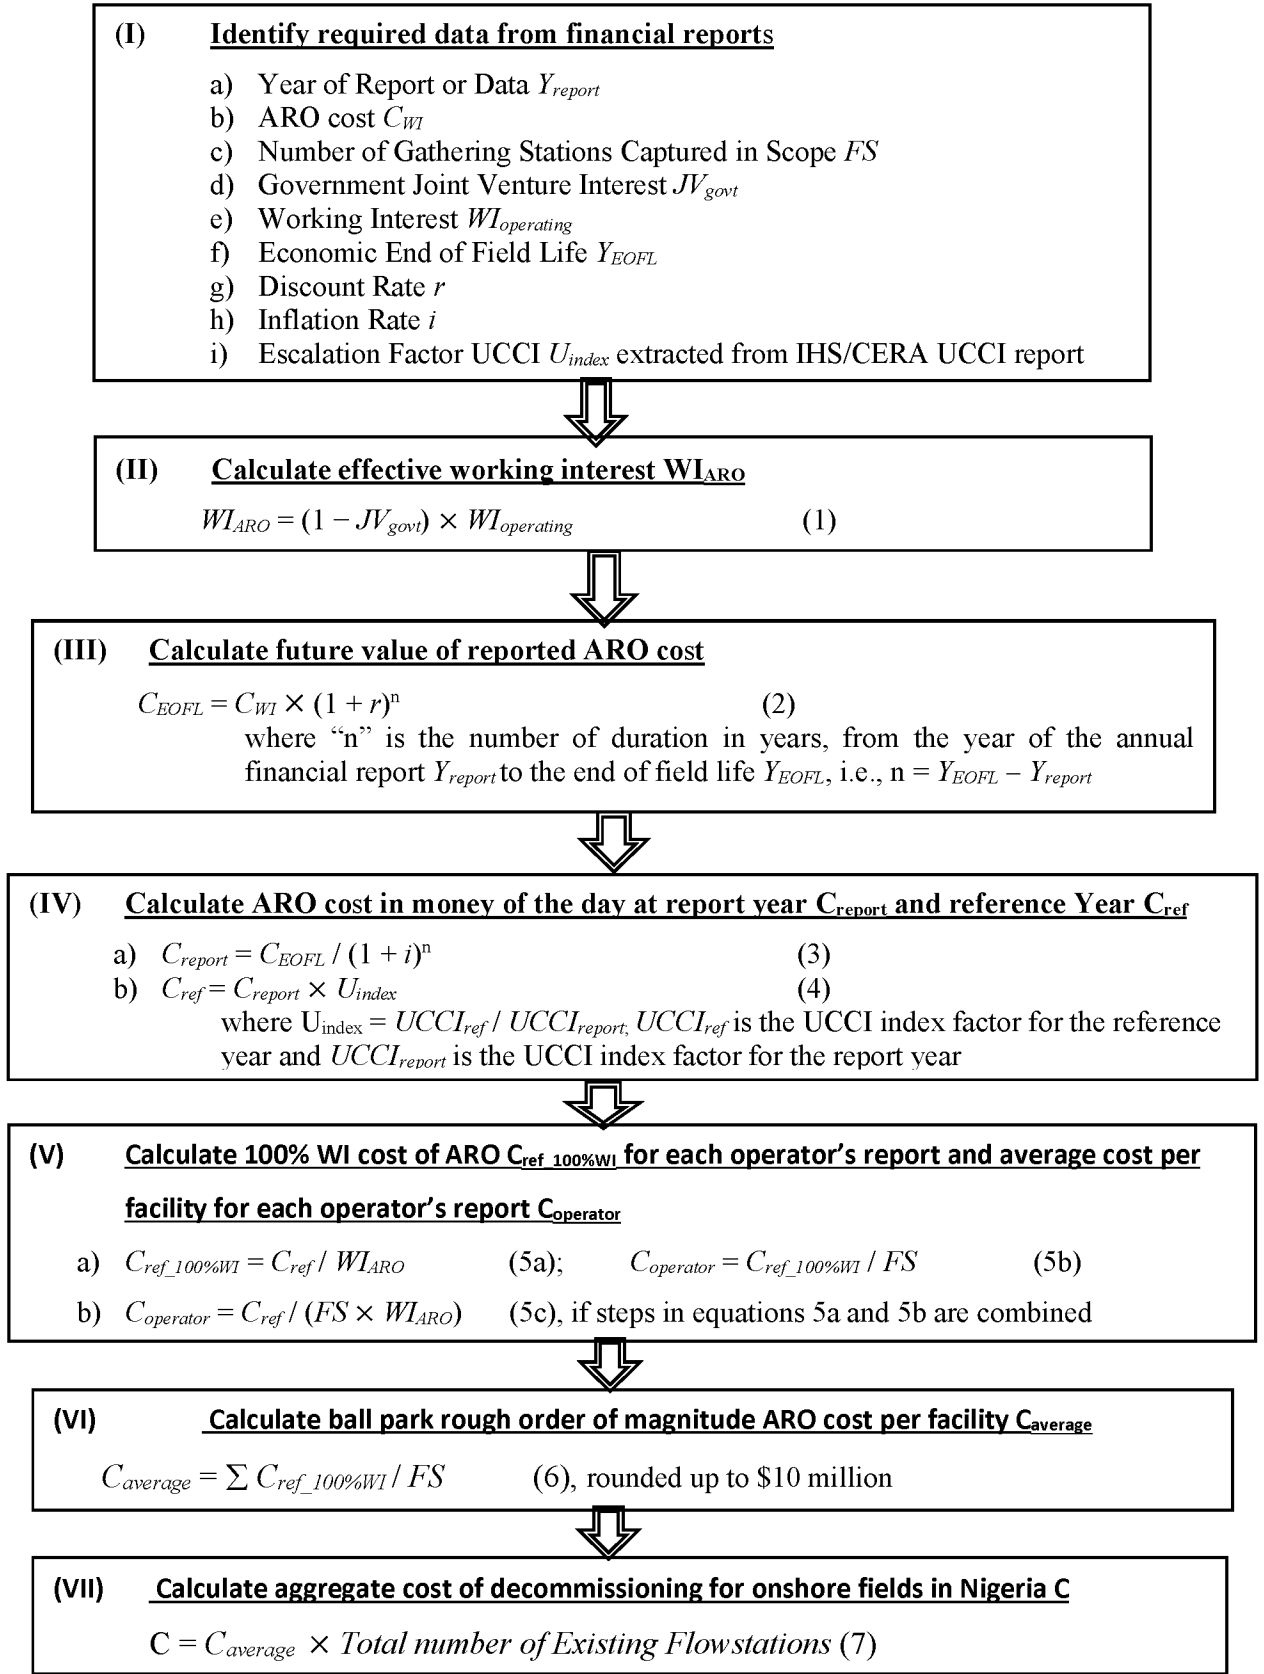 (I) Identify required data from financial reports
a) Year of Report or Data Yreport
b) ARO cost CWI
c) Number of Gathering Stations Captured in Scope FS
d) Government Joint Venture Interest JVgovt
e) Working Interest WIoperating
f) Economic End of Field Life YEOFL
g) Discount Rate r
h) Inflation Rate i
i) Escalation Factor UCCI Uindex extracted from IHS/CERA UCCI report
(II) Calculate effective working interest WIARO
WIARO = (1 − JVgovt) × WIoperating (1)
(III) Calculate future value of reported ARO cost
CEOFL = CWI × (1 + r)ⁿ (2)
where “n” is the number of duration in years, from the year of the annual
financial report Yreport to the end of field life YEOFL, i.e., n = YEOFL – Yreport
(IV) Calculate ARO cost in money of the day at report year Creport and reference Year Cref
a) Creport = CEOFL / (1 + i)ⁿ (3)
b) Cref = Creport × Uindex (4)
where Uindex = UCCIref / UCCIreport, UCCIref is the UCCI index factor for the reference
year and UCCIreport is the UCCI index factor for the report year
(V) Calculate 100% WI cost of ARO Cref_100%WI for each operator’s report and average cost per
facility for each operator’s report Coperator
a) Cref_100%WI = Cref / WIARO (5a); Coperator = Cref_100%WI / FS (5b)
b) Coperator = Cref / (FS × WIARO) (5c), if steps in equations 5a and 5b are combined
(VI) Calculate ball park rough order of magnitude ARO cost per facility Caverage
Caverage = ∑ Cref_100%WI / FS (6), rounded up to $10 million
(VII) Calculate aggregate cost of decommissioning for onshore fields in Nigeria C
C = Caverage × Total number of Existing Flowstations (7)